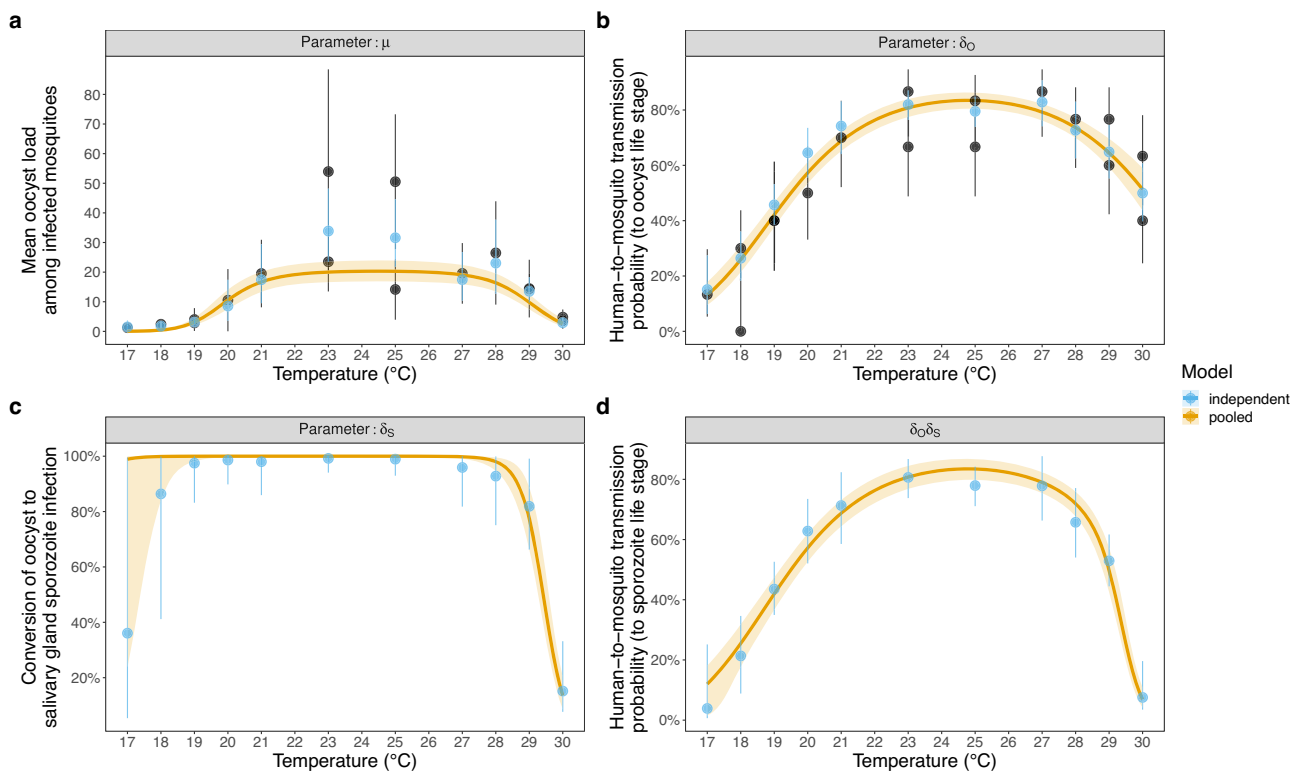 a
Parameter : μ
Mean oocyst load
among infected mosquitoes
80
70
60
50
40
30
20
10
0
17 18 19 20 21 22 23 24 25 26 27 28 29 30
Temperature (°C)
b
Parameter : δO
Human−to−mosquito transmission
probability (to oocyst life stage)
80%
60%
40%
20%
0%
17 18 19 20 21 22 23 24 25 26 27 28 29 30
Temperature (°C)
c
Parameter : δS
Conversion of oocyst to
salivary gland sporozoite infection
100%
80%
60%
40%
20%
17 18 19 20 21 22 23 24 25 26 27 28 29 30
Temperature (°C)
d
δOδS
Human−to−mosquito transmission
probability (to sporozoite life stage)
80%
60%
40%
20%
0%
17 18 19 20 21 22 23 24 25 26 27 28 29 30
Temperature (°C)
Model
independent
pooled